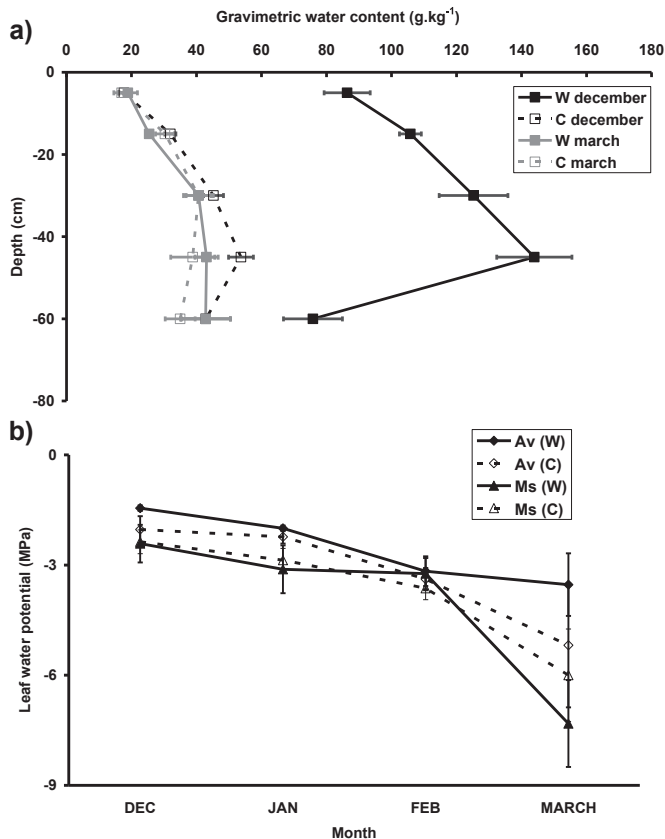 Gravimetric water content (g.kg-1)
a)
0 20 40 60 80 100 120 140 160 180
0
-20
-40
-60
-80
Depth (cm)
W december
C december
W march
C march
b)
0
-3
-6
-9
Leaf water potential (MPa)
Av (W)
Av (C)
Ms (W)
Ms (C)
DEC JAN FEB MARCH
Month